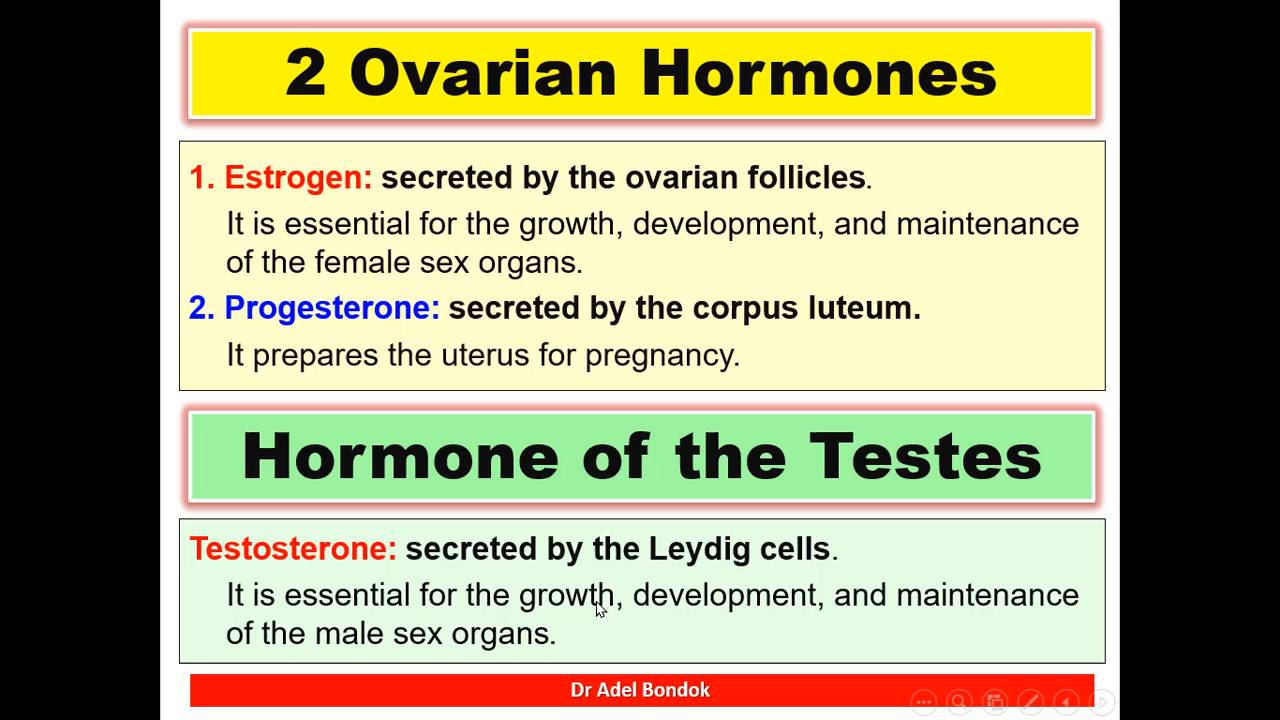 2 Ovarian Hormones
1. Estrogen: secreted by the ovarian follicles.
It is essential for the growth, development, and maintenance
of the female sex organs.
2. Progesterone: secreted by the corpus luteum.
It prepares the uterus for pregnancy.
Hormone of the Testes
Testosterone: secreted by the Leydig cells.
It is essential for the growth, development, and maintenance
of the male sex organs.
Dr Adel Bondok